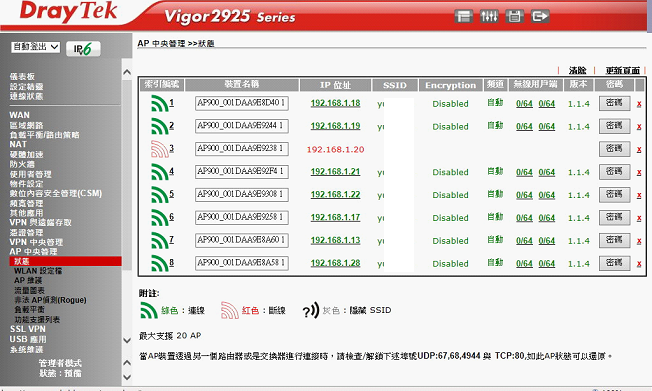 DrayTek Vigor2925 Series
自動登出 IPv6
AP 中央管理 >>狀態
清除 | 更新頁面
儀表板
設定精靈
連線狀態
WAN
區域網路
負載平衡/路由策略
NAT
硬體加速
防火牆
使用者管理
物件設定
數位內容安全管理(CSM)
頻寬管理
其他應用
VPN 與遠端存取
憑證管理
VPN 中央管理
AP 中央管理
狀態
WLAN 設定檔
AP 維護
流量圖表
非法 AP偵測(Rogue)
負載平衡
功能支援列表
SSL VPN
USB 應用
系統維護
管理者模式
狀態：預備
索引編號 裝置名稱 IP 位址 SSID Encryption 頻道 無線用戶端 版本 密碼
1 AP900_001DAA9E8D40 1 192.168.1.18 Disabled 自動 0/64 0/64 1.1.4 密碼 x
2 AP900_001DAA9E9244 1 192.168.1.19 Disabled 自動 0/64 0/64 1.1.4 密碼 x
3 AP900_001DAA9E9238 1 192.168.1.20 密碼 x
4 AP900_001DAA9E92F4 1 192.168.1.21 Disabled 自動 0/64 0/64 1.1.4 密碼 x
5 AP900_001DAA9E9308 1 192.168.1.22 Disabled 自動 0/64 0/64 1.1.4 密碼 x
6 AP900_001DAA9E9258 1 192.168.1.17 Disabled 自動 0/64 0/64 1.1.4 密碼 x
7 AP900_001DAA9E8A60 1 192.168.1.13 Disabled 自動 0/64 0/64 1.1.4 密碼 x
8 AP900_001DAA9E8A58 1 192.168.1.28 Disabled 自動 0/64 0/64 1.1.4 密碼 x
附註:
綠色：連線 紅色：斷線 灰色：隱藏 SSID
最大支援 20 AP
當AP裝置透過另一個路由器或是交換器進行連接時，請檢查/解鎖下述埠號UDP:67,68,4944 與 TCP:80,如此AP狀態可以還原。